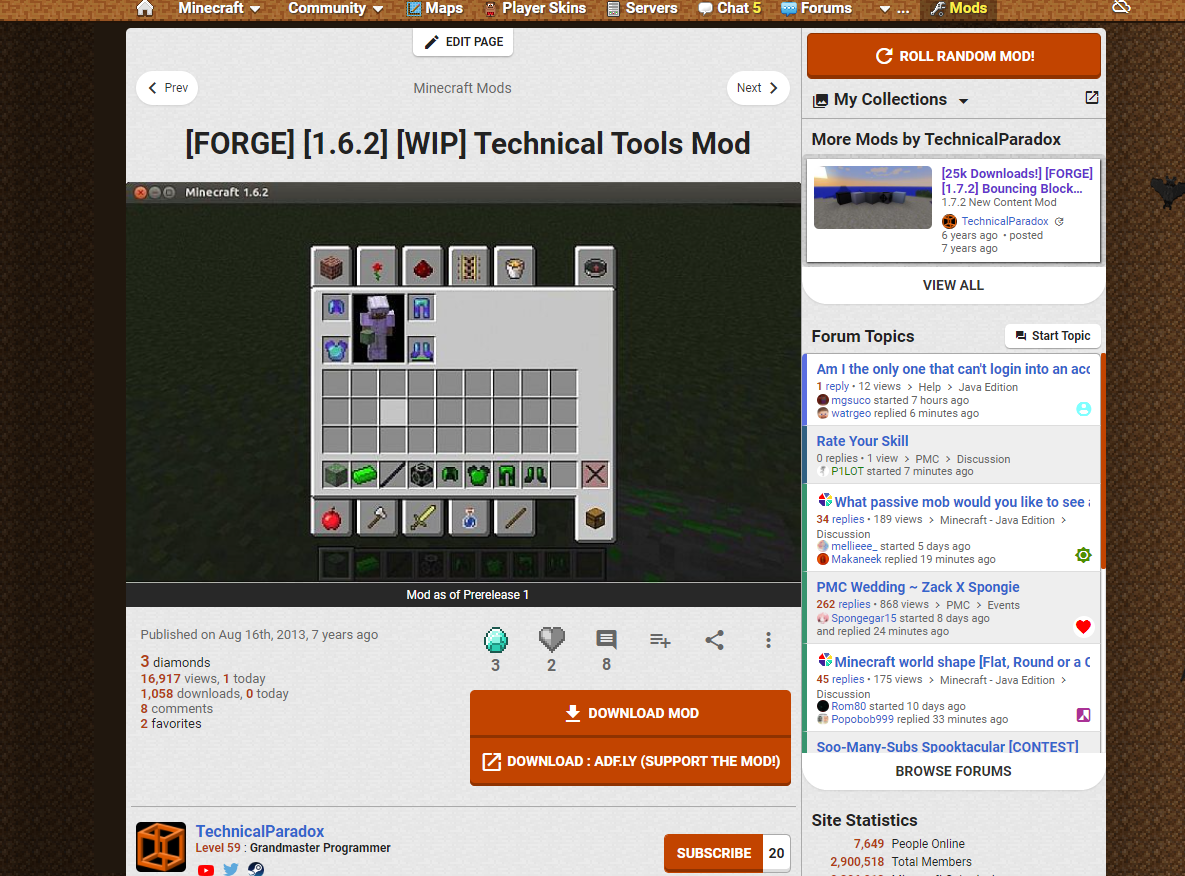 Minecraft
Community
Maps
Player Skins
Servers
Chat 5
Forums
...
Mods
EDIT PAGE
Prev
Minecraft Mods
Next
[FORGE] [1.6.2] [WIP] Technical Tools Mod
Minecraft 1.6.2
Mod as of Prerelease 1
Published on Aug 16th, 2013, 7 years ago
3 diamonds
16,917 views, 1 today
1,058 downloads, 0 today
8 comments
2 favorites
3
2
8
DOWNLOAD MOD
DOWNLOAD : ADF.LY (SUPPORT THE MOD!)
TechnicalParadox
Level 59 : Grandmaster Programmer
SUBSCRIBE 20
ROLL RANDOM MOD!
My Collections
More Mods by TechnicalParadox
[25k Downloads!] [FORGE]
[1.7.2] Bouncing Block...
1.7.2 New Content Mod
TechnicalParadox
6 years ago • posted
7 years ago
VIEW ALL
Forum Topics
Start Topic
Am I the only one that can't login into an acc
1 reply • 12 views > Help > Java Edition
mgsuco started 7 hours ago
watrgeo replied 6 minutes ago
Rate Your Skill
0 replies • 1 view > PMC > Discussion
P1LOT started 7 minutes ago
What passive mob would you like to see a
34 replies • 189 views > Minecraft - Java Edition >
Discussion
mellieee_ started 5 days ago
Makaneek replied 19 minutes ago
PMC Wedding ~ Zack X Spongie
262 replies • 868 views > PMC > Events
Spongegar15 started 8 days ago
and replied 24 minutes ago
Minecraft world shape [Flat, Round or a C
45 replies • 175 views > Minecraft - Java Edition >
Discussion
Rom80 started 10 days ago
Popobob999 replied 33 minutes ago
Soo-Many-Subs Spooktacular [CONTEST]
BROWSE FORUMS
Site Statistics
7,649 People Online
2,900,518 Total Members